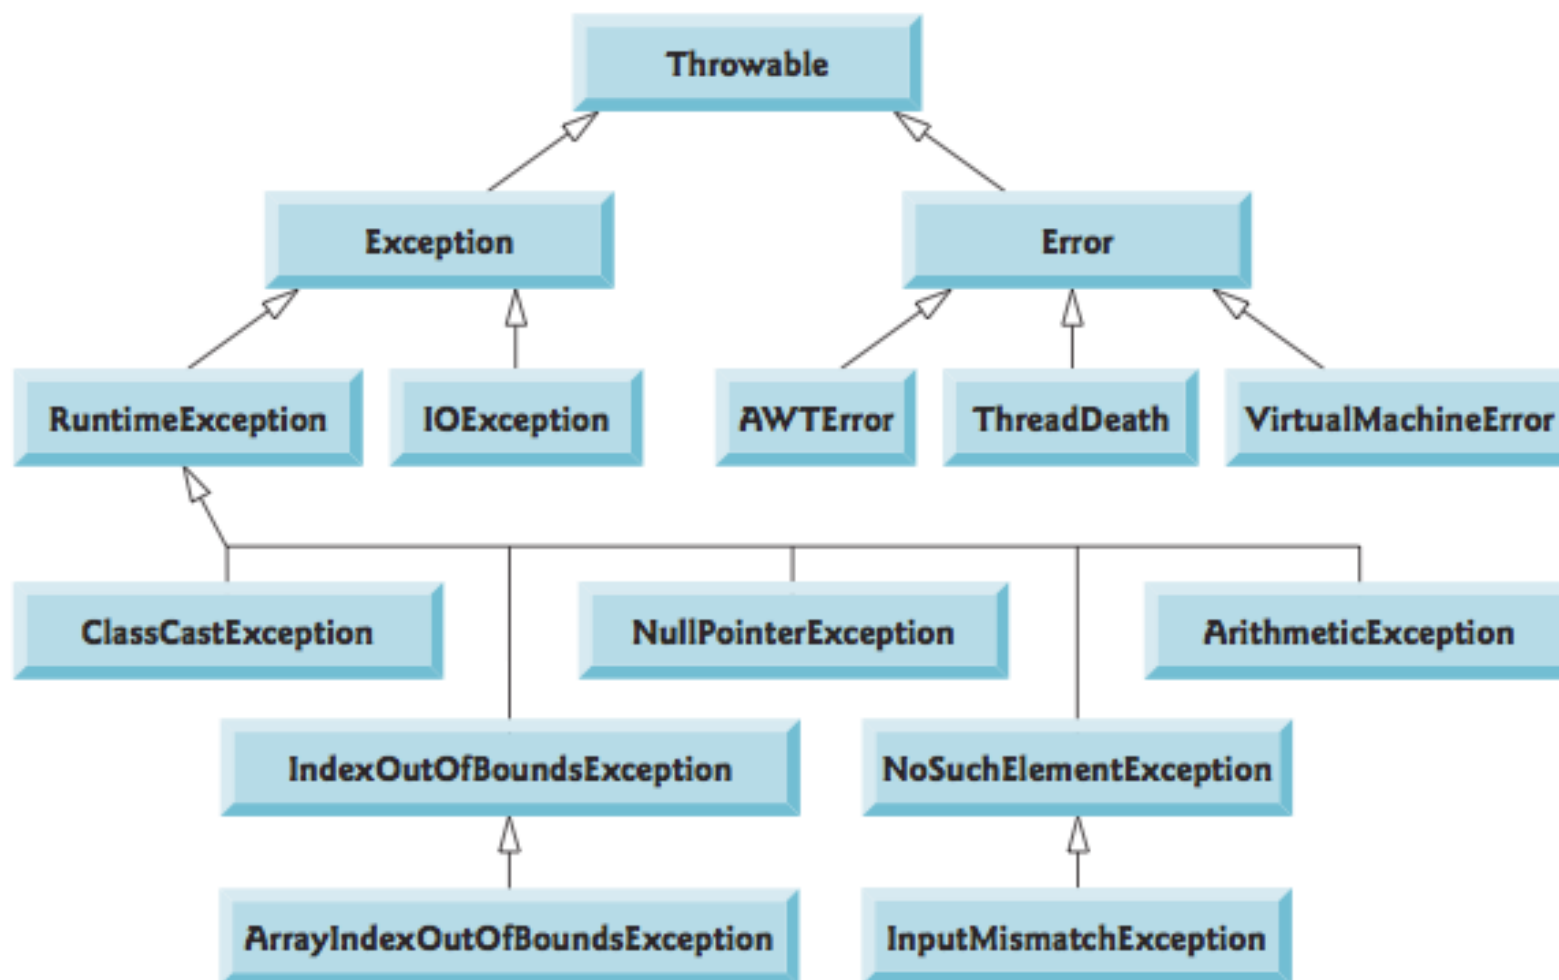 Throwable
Exception
Error
RuntimeException
IOException
AWTError
ThreadDeath
VirtualMachineError
ClassCastException
NullPointerException
ArithmeticException
IndexOutOfBoundsException
NoSuchElementException
ArrayIndexOutOfBoundsException
InputMismatchException